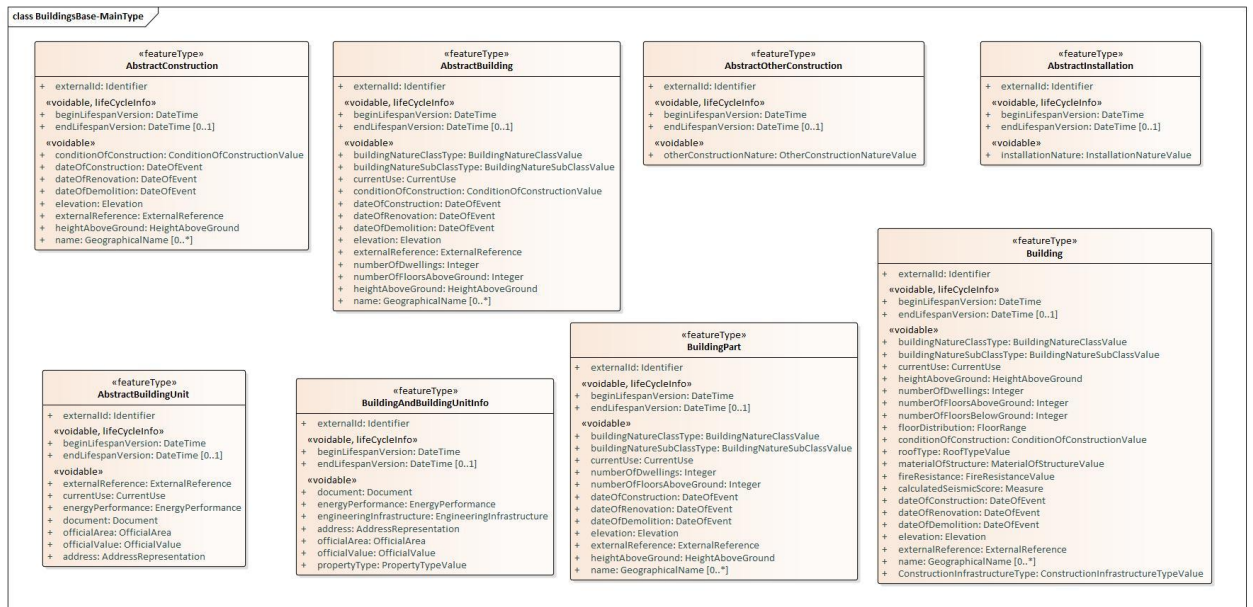 class BuildingsBase-MainType
«featureType»
AbstractConstruction
+ externalId: Identifier
«voidable, lifeCycleInfo»
+ beginLifespanVersion: DateTime
+ endLifespanVersion: DateTime [0..1]
«voidable»
+ conditionOfConstruction: ConditionOfConstructionValue
+ dateOfConstruction: DateOfEvent
+ dateOfRenovation: DateOfEvent
+ dateOfDemolition: DateOfEvent
+ elevation: Elevation
+ externalReference: ExternalReference
+ heightAboveGround: HeightAboveGround
+ name: GeographicalName [0..*]
«featureType»
AbstractBuilding
+ externalId: Identifier
«voidable, lifeCycleInfo»
+ beginLifespanVersion: DateTime
+ endLifespanVersion: DateTime [0..1]
«voidable»
+ buildingNatureClassType: BuildingNatureClassValue
+ buildingNatureSubClassType: BuildingNatureSubClassValue
+ currentUse: CurrentUse
+ conditionOfConstruction: ConditionOfConstructionValue
+ dateOfConstruction: DateOfEvent
+ dateOfRenovation: DateOfEvent
+ dateOfDemolition: DateOfEvent
+ elevation: Elevation
+ externalReference: ExternalReference
+ numberOfDwellings: Integer
+ numberOfFloorsAboveGround: Integer
+ heightAboveGround: HeightAboveGround
+ name: GeographicalName [0..*]
«featureType»
AbstractOtherConstruction
+ externalId: Identifier
«voidable, lifeCycleInfo»
+ beginLifespanVersion: DateTime
+ endLifespanVersion: DateTime [0..1]
«voidable»
+ otherConstructionNature: OtherConstructionNatureValue
«featureType»
AbstractInstallation
+ externalId: Identifier
«voidable, lifeCycleInfo»
+ beginLifespanVersion: DateTime
+ endLifespanVersion: DateTime [0..1]
«voidable»
+ installationNature: InstallationNatureValue
«featureType»
AbstractBuildingUnit
+ externalId: Identifier
«voidable, lifeCycleInfo»
+ beginLifespanVersion: DateTime
+ endLifespanVersion: DateTime [0..1]
«voidable»
+ externalReference: ExternalReference
+ currentUse: CurrentUse
+ energyPerformance: EnergyPerformance
+ document: Document
+ officialArea: OfficialArea
+ officialValue: OfficialValue
+ address: AddressRepresentation
«featureType»
BuildingAndBuildingUnitInfo
+ externalId: Identifier
«voidable, lifeCycleInfo»
+ beginLifespanVersion: DateTime
+ endLifespanVersion: DateTime [0..1]
«voidable»
+ document: Document
+ energyPerformance: EnergyPerformance
+ engineeringInfrastructure: EngineeringInfrastructure
+ address: AddressRepresentation
+ officialArea: OfficialArea
+ officialValue: OfficialValue
+ propertyType: PropertyTypeValue
«featureType»
BuildingPart
+ externalId: Identifier
«voidable, lifeCycleInfo»
+ beginLifespanVersion: DateTime
+ endLifespanVersion: DateTime [0..1]
«voidable»
+ buildingNatureClassType: BuildingNatureClassValue
+ buildingNatureSubClassType: BuildingNatureSubClassValue
+ currentUse: CurrentUse
+ numberOfDwellings: Integer
+ numberOfFloorsAboveGround: Integer
+ dateOfConstruction: DateOfEvent
+ dateOfRenovation: DateOfEvent
+ dateOfDemolition: DateOfEvent
+ elevation: Elevation
+ externalReference: ExternalReference
+ heightAboveGround: HeightAboveGround
+ name: GeographicalName [0..*]
«featureType»
Building
+ externalId: Identifier
«voidable, lifeCycleInfo»
+ beginLifespanVersion: DateTime
+ endLifespanVersion: DateTime [0..1]
«voidable»
+ buildingNatureClassType: BuildingNatureClassValue
+ buildingNatureSubClassType: BuildingNatureSubClassValue
+ currentUse: CurrentUse
+ heightAboveGround: HeightAboveGround
+ numberOfDwellings: Integer
+ numberOfFloorsAboveGround: Integer
+ numberOfFloorsBelowGround: Integer
+ floorDistribution: FloorRange
+ conditionOfConstruction: ConditionOfConstructionValue
+ roofType: RoofTypeValue
+ materialOfStructure: MaterialOfStructureValue
+ fireResistance: FireResistanceValue
+ calculatedSeismicScore: Measure
+ dateOfConstruction: DateOfEvent
+ dateOfRenovation: DateOfEvent
+ dateOfDemolition: DateOfEvent
+ elevation: Elevation
+ externalReference: ExternalReference
+ name: GeographicalName [0..*]
+ ConstructionInfrastructureType: ConstructionInfrastructureTypeValue